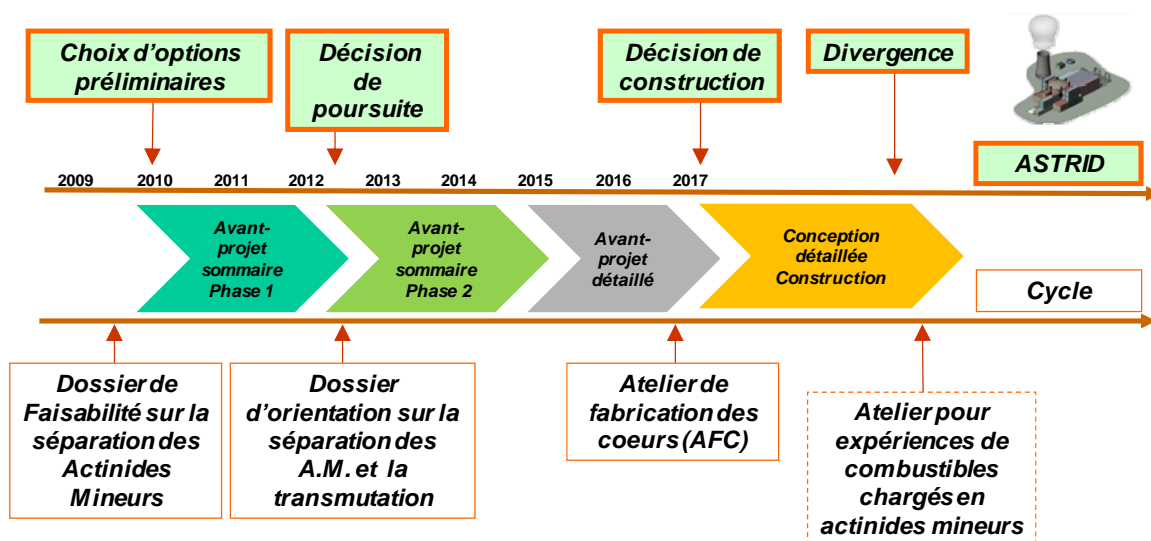 Choix d'options
préliminaires
Décision
de
poursuite
Décision de
construction
Divergence
ASTRID
2009 2010 2011 2012 2013 2014 2015 2016 2017
Avant-
projet
sommaire
Phase 1
Avant-
projet
sommaire
Phase 2
Avant-
projet
détaillé
Conception
détaillée
Construction
Cycle
Dossier de
Faisabilité sur la
séparation des
Actinides
Mineurs
Dossier
d'orientation sur la
séparation des
A.M. et la
transmutation
Atelier de
fabrication des
coeurs (AFC)
Atelier pour
expériences de
combustibles
chargés en
actinides mineurs